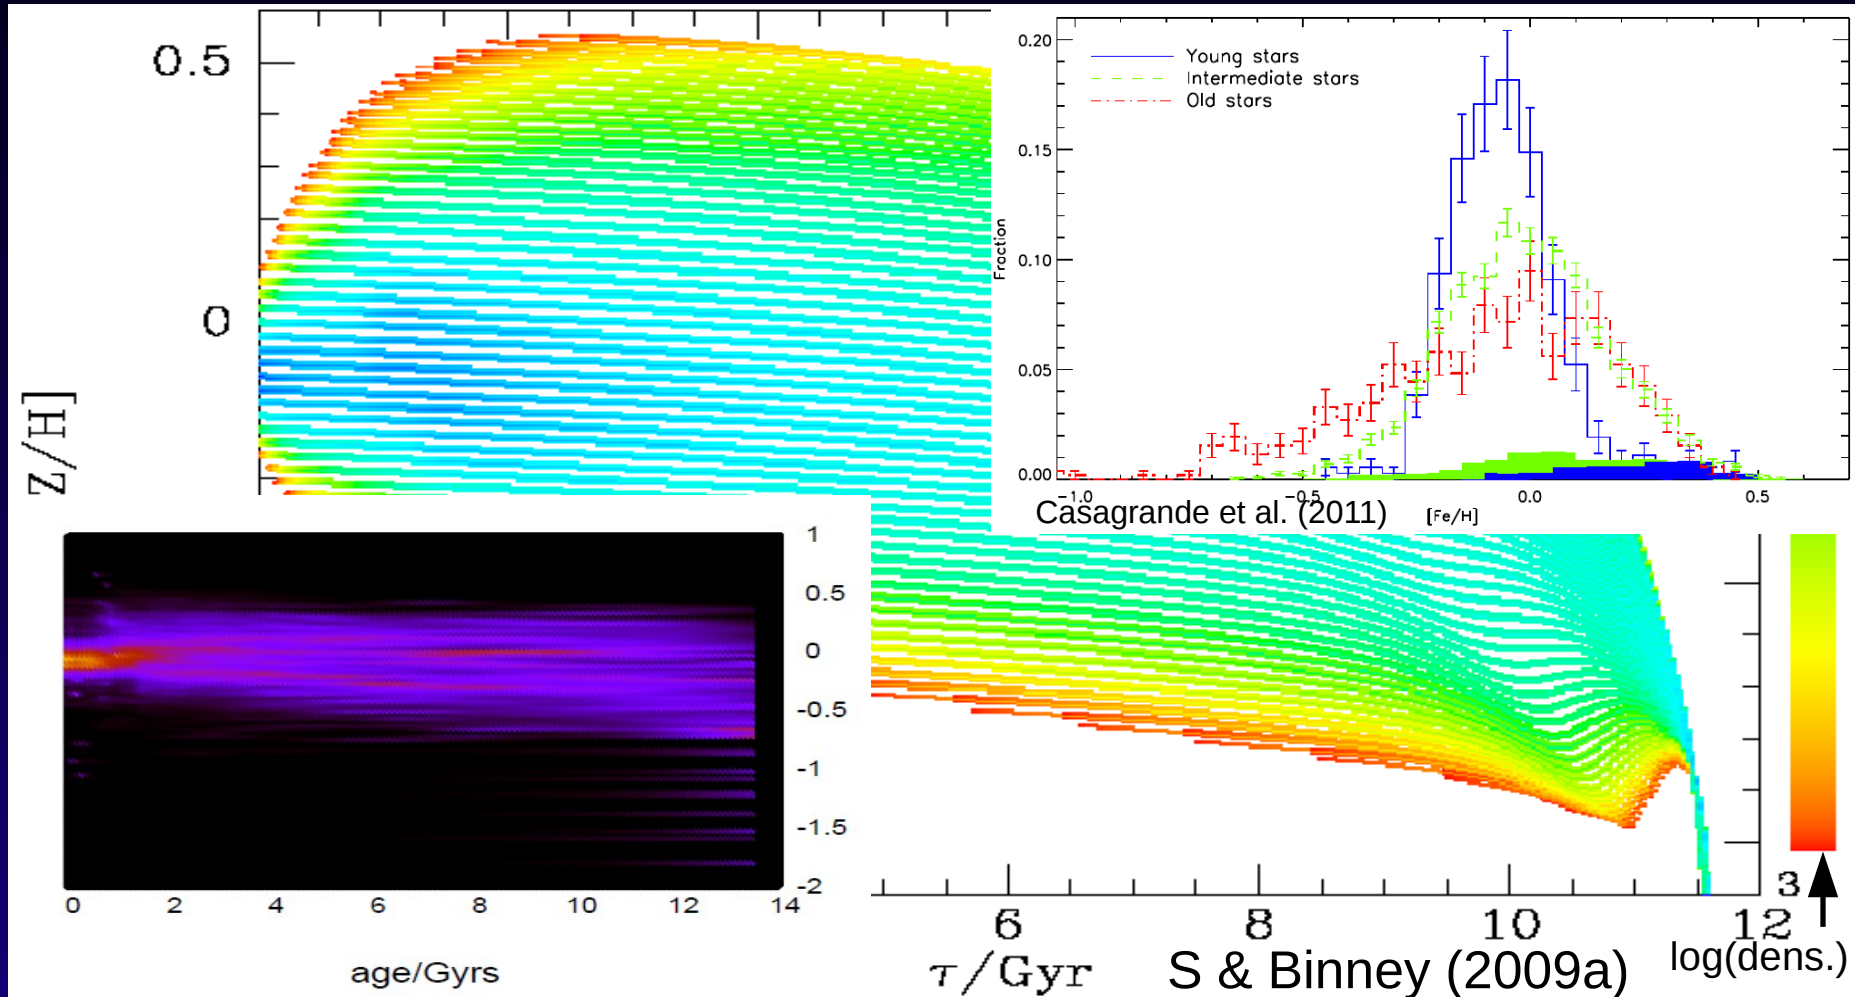 0.5
0
Z/H]
0.20
0.15
0.10
0.05
0.00
Fraction
Young stars
Intermediate stars
Old stars
-1.0
-0.5
0.0
0.5
[Fe/H]
Casagrande et al. (2011)
1
0.5
0
-0.5
-1
-1.5
-2
0 2 4 6 8 10 12 14
age/Gyrs
6 8 10 12
τ/Gyr
S & Binney (2009a)
3
log(dens.)